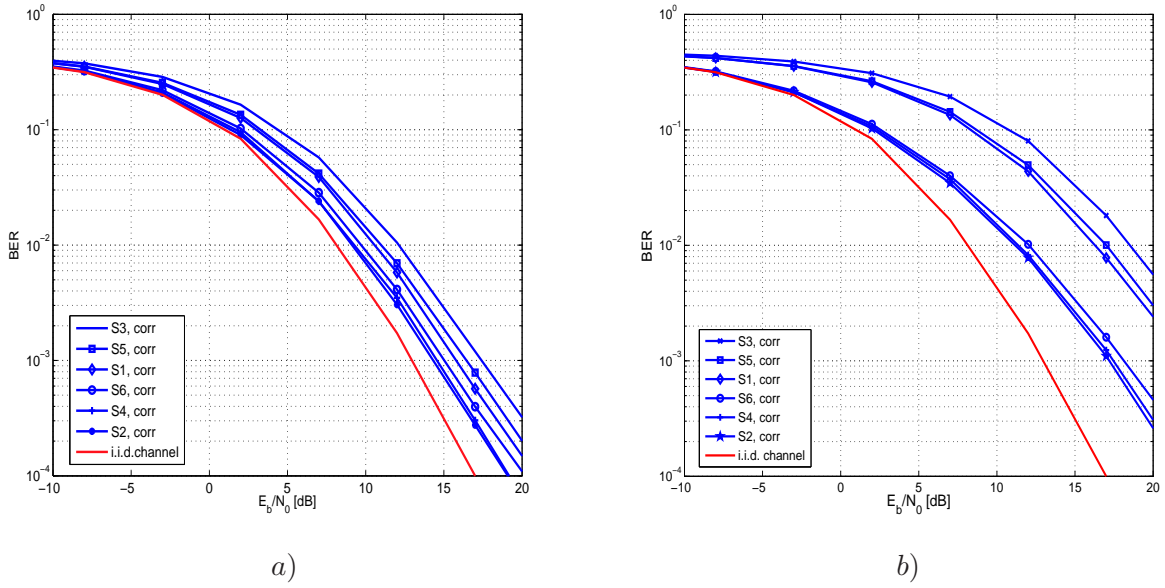 10^0
10^-1
10^-2
10^-3
10^-4
BER
S3, corr
S5, corr
S1, corr
S6, corr
S4, corr
S2, corr
i.i.d.channel
−10 −5 0 5 10 15 20
E_b/N_0 [dB]
a)
10^0
10^-1
10^-2
10^-3
10^-4
BER
S3, corr
S5, corr
S1, corr
S6, corr
S4, corr
S2, corr
i.i.d. channel
−10 −5 0 5 10 15 20
E_b/N_0 [dB]
b)